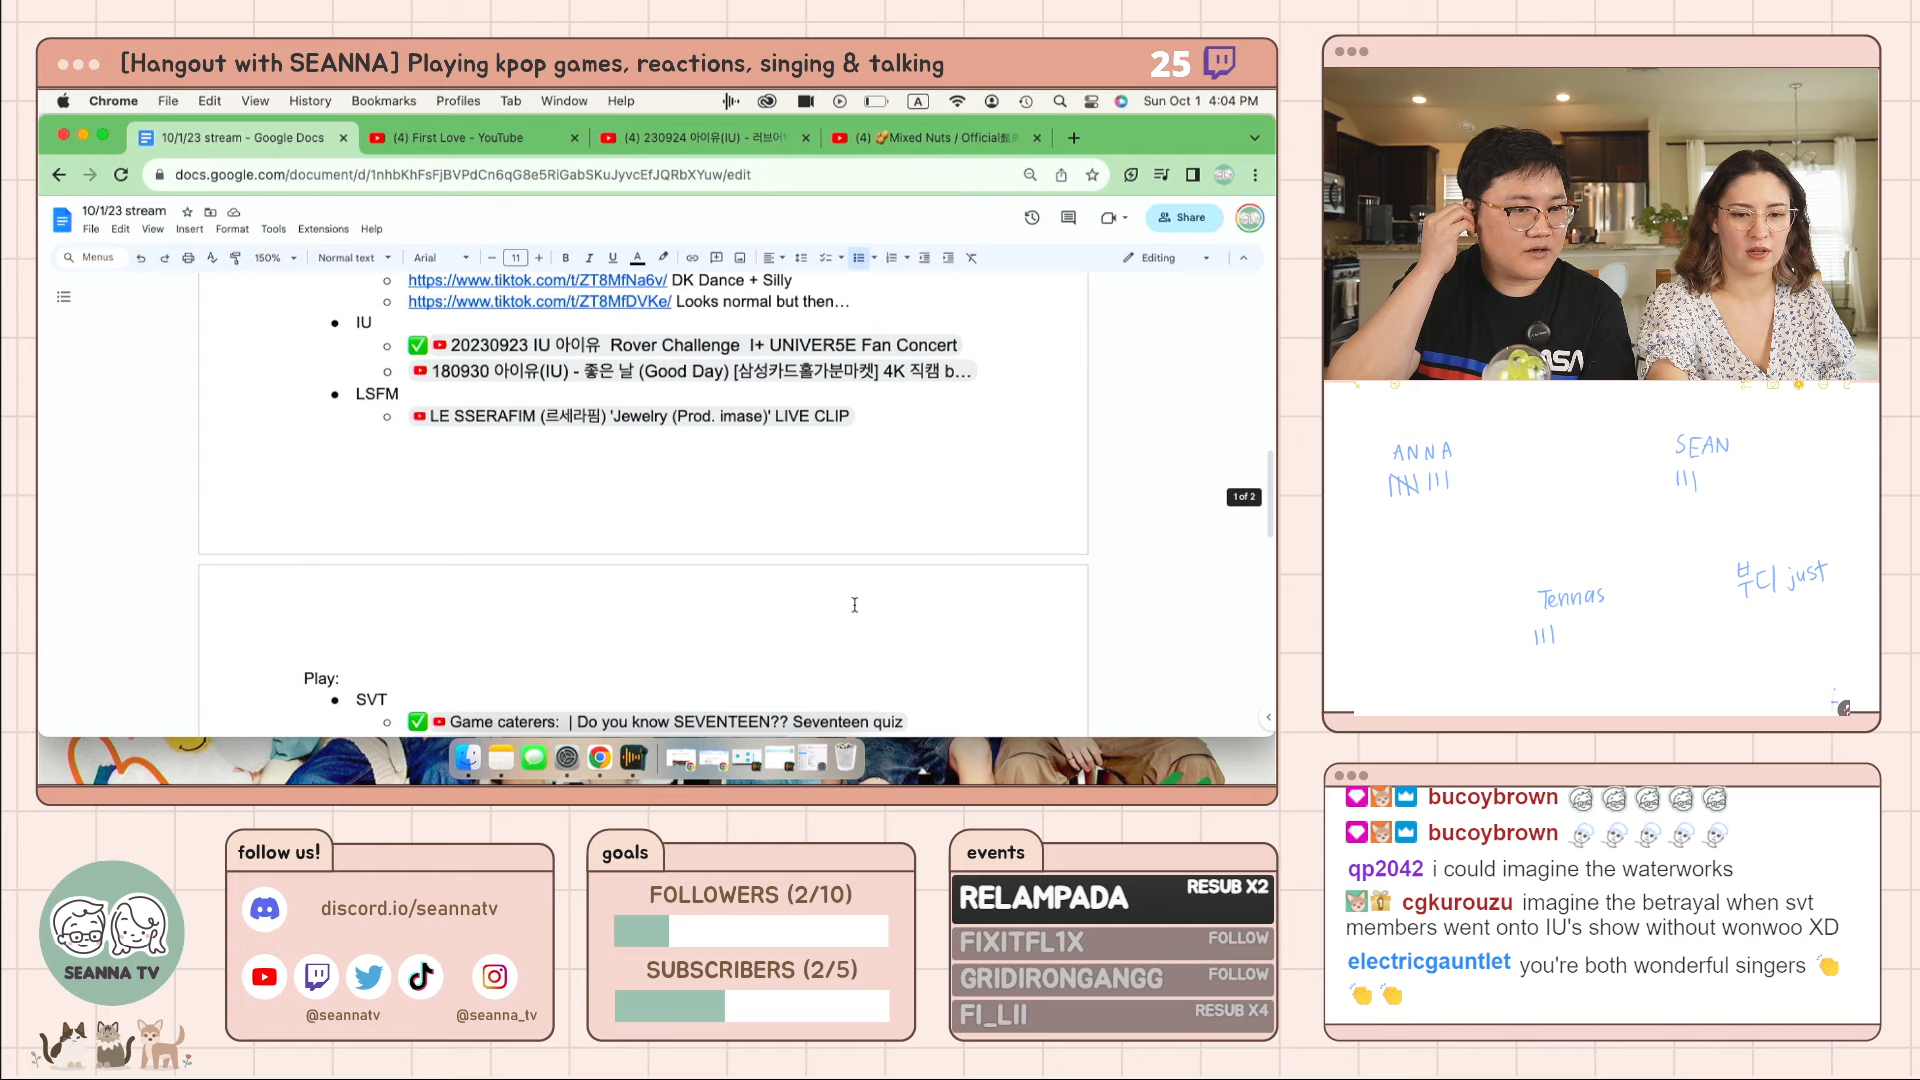 [Hangout with SEANNA] Playing kpop games, reactions, singing & talking
25
Chrome File Edit View History Bookmarks Profiles Tab Window Help
A
Sun Oct 1 4:04 PM
10/1/23 stream - Google Docs
(4) First Love - YouTube
(4) 230924 아이유(IU) - 러브어
docs.google.com/document/d/1nhbKhFsFjBVPdCn6qG8e5RiGabSKuJyvcEfJQRbXYuw/edit
10/1/23 stream
File Edit View Insert Format Tools Extensions Help
Share
Menus
150%
Normal text
Arial
11
B I U A
Editing
https://www.tiktok.com/t/ZT8MfNa6v/ DK Dance + Silly
https://www.tiktok.com/t/ZT8MfDVKe/ Looks normal but then…
IU
20230923 IU 아이유 Rover Challenge I+ UNIVER5E Fan Concert
180930 아이유(IU) - 좋은 날 (Good Day) [삼성카드홀가분마켓] 4K 직캠 b…
LSFM
LE SSERAFIM (르세라핌) 'Jewelry (Prod. imase)' LIVE CLIP
1 of 2
Play:
SVT
Game caterers: | Do you know SEVENTEEN?? Seventeen quiz
ANNA
SEAN
Tennas
부디 just
bucoybrown
bucoybrown
qp2042 i could imagine the waterworks
cgkurouzu imagine the betrayal when svt
members went onto IU's show without wonwoo XD
electricgauntlet you're both wonderful singers
follow us!
discord.io/seannatv
@seannatv
@seanna_tv
SEANNA TV
goals
FOLLOWERS (2/10)
SUBSCRIBERS (2/5)
events
RELAMPADA RESUB X2
FIXITFL1X FOLLOW
GRIDIRONGANGG FOLLOW
FI_LII RESUB X4